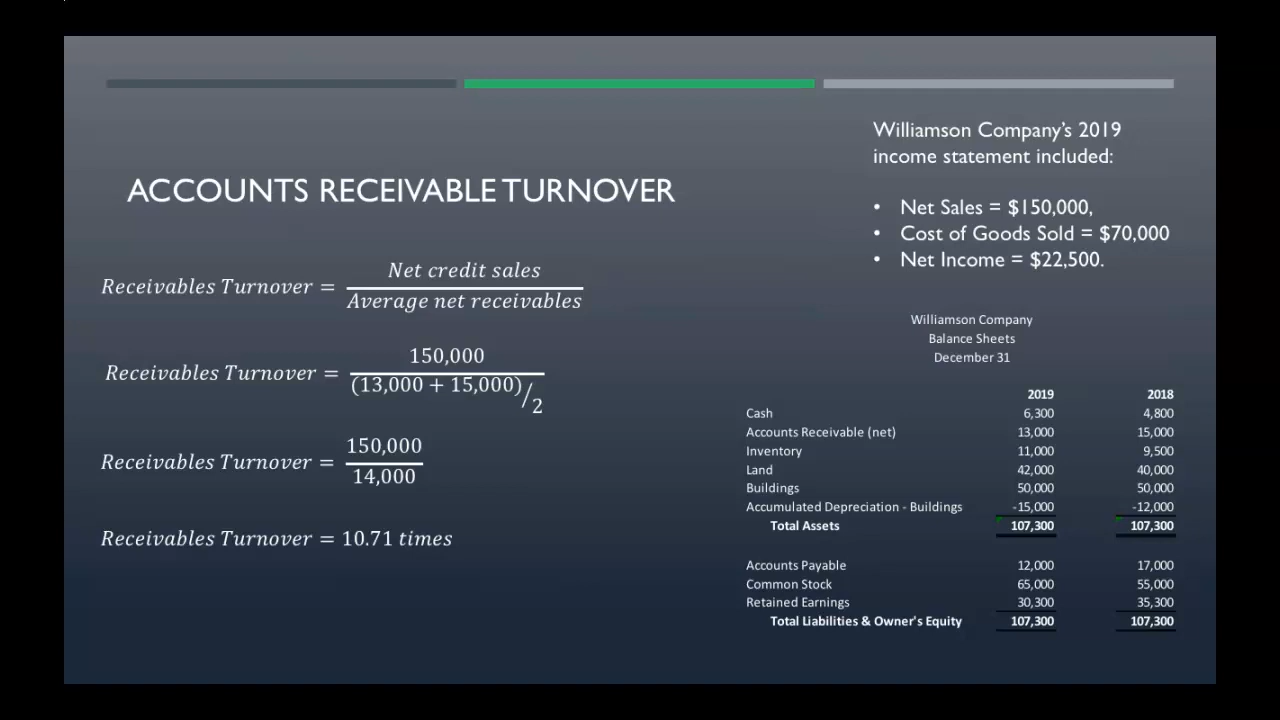 Williamson Company's 2019
income statement included:
ACCOUNTS RECEIVABLE TURNOVER
• Net Sales = $150,000,
• Cost of Goods Sold = $70,000
• Net Income = $22,500.
Receivables Turnover = Net credit sales / Average net receivables
Receivables Turnover = 150,000 / (13,000 + 15,000)/2
Receivables Turnover = 150,000 / 14,000
Receivables Turnover = 10.71 times
Williamson Company
Balance Sheets
December 31
2019 2018
Cash 6,300 4,800
Accounts Receivable (net) 13,000 15,000
Inventory 11,000 9,500
Land 42,000 40,000
Buildings 50,000 50,000
Accumulated Depreciation - Buildings -15,000 -12,000
Total Assets 107,300 107,300
Accounts Payable 12,000 17,000
Common Stock 65,000 55,000
Retained Earnings 30,300 35,300
Total Liabilities & Owner's Equity 107,300 107,300